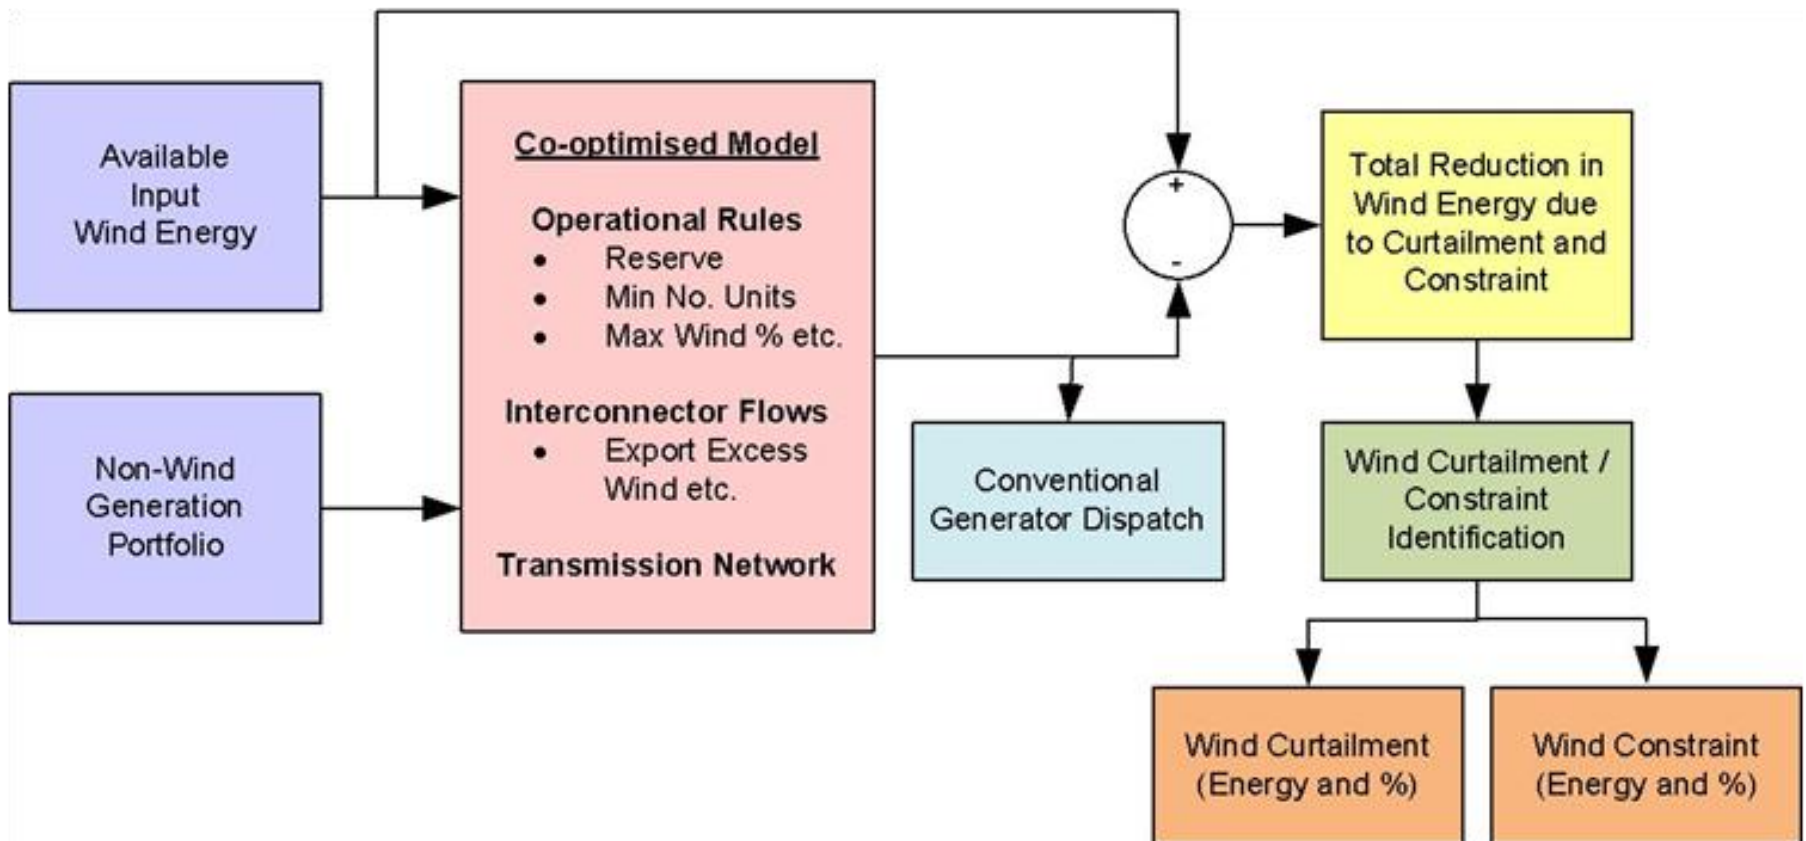 Available
Input
Wind Energy
Non-Wind
Generation
Portfolio
Co-optimised Model
Operational Rules
• Reserve
• Min No. Units
• Max Wind % etc.
Interconnector Flows
• Export Excess
Wind etc.
Transmission Network
+
-
Conventional
Generator Dispatch
Total Reduction in
Wind Energy due
to Curtailment and
Constraint
Wind Curtailment /
Constraint
Identification
Wind Curtailment
(Energy and %)
Wind Constraint
(Energy and %)